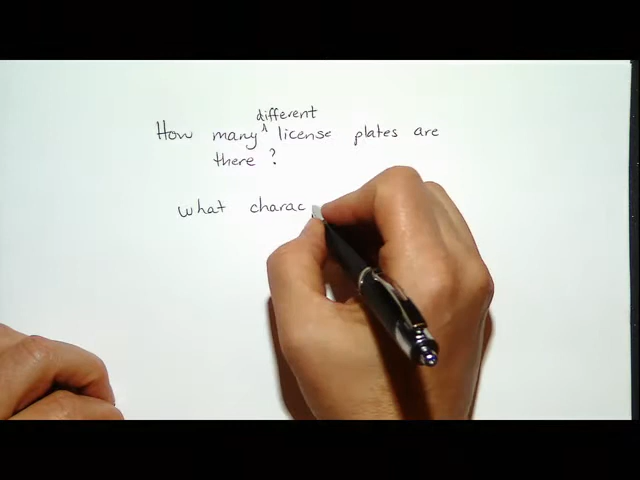 How many different license plates are
there ?
what charac